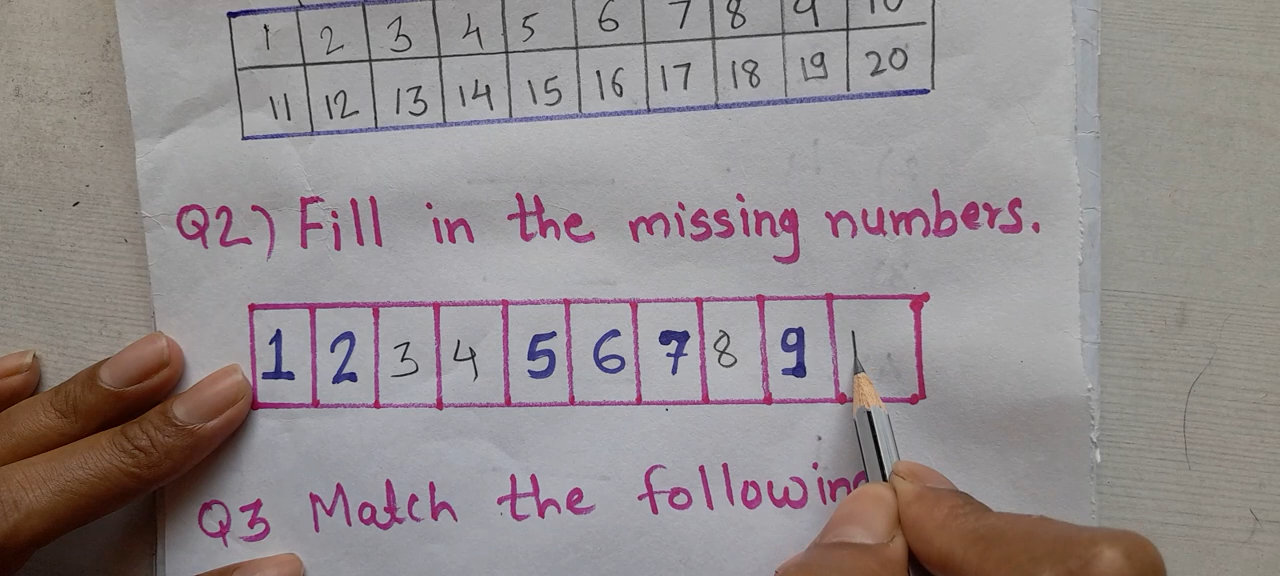 1 2 3 4 5 6 7 8 9 10
11 12 13 14 15 16 17 18 19 20
Q2) Fill in the missing numbers.
1 2 3 4 5 6 7 8 9 1
Q3 Match the following